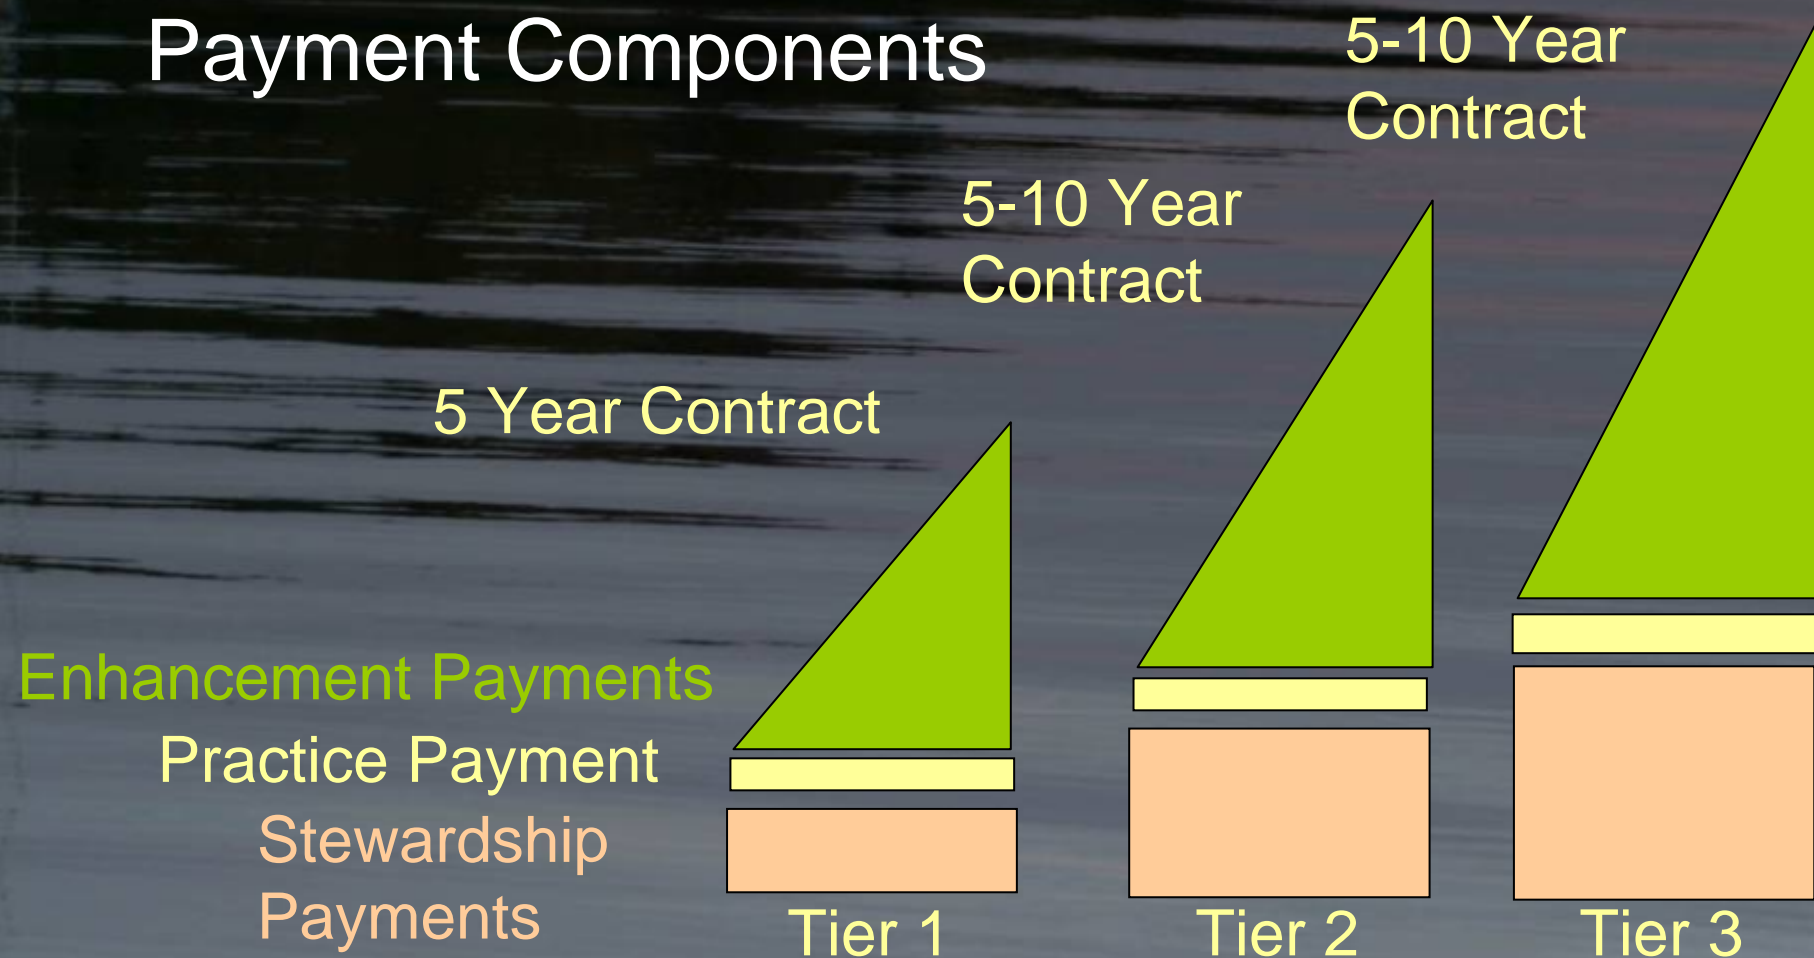 Payment Components
5-10 Year
Contract
5-10 Year
Contract
5 Year Contract
Enhancement Payments
Practice Payment
Stewardship
Payments
Tier 1
Tier 2
Tier 3